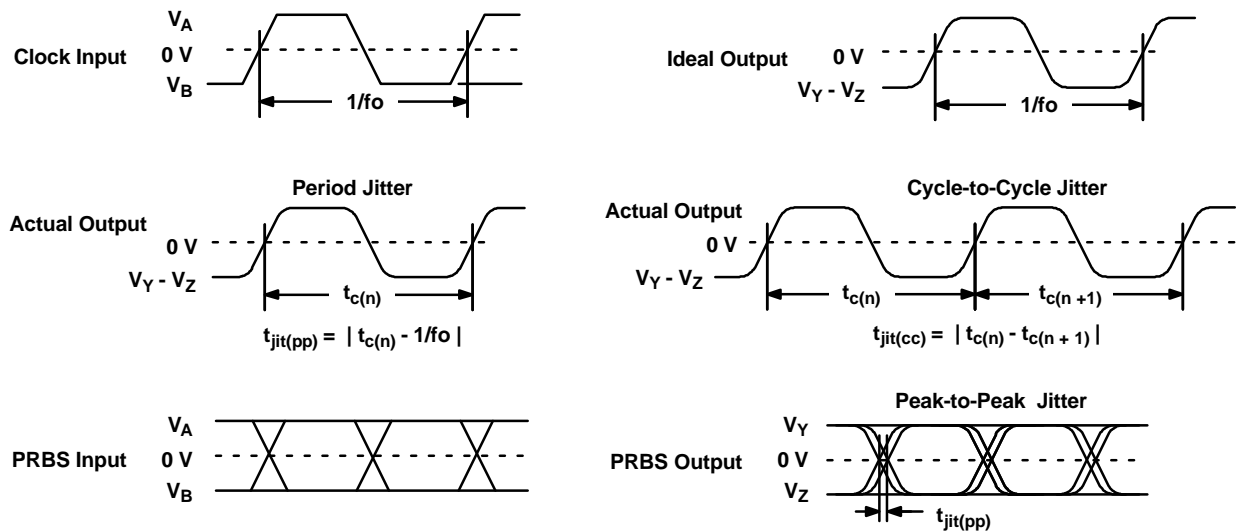 Clock Input
V_A
0 V
V_B
1/fo
Ideal Output
0 V
V_Y - V_Z
1/fo
Period Jitter
Actual Output
0 V
V_Y - V_Z
t_c(n)
t_jit(pp) = | t_c(n) - 1/fo |
Cycle-to-Cycle Jitter
Actual Output
0 V
V_Y - V_Z
t_c(n)
t_c(n +1)
t_jit(cc) = | t_c(n) - t_c(n + 1) |
PRBS Input
V_A
0 V
V_B
Peak-to-Peak Jitter
PRBS Output
V_Y
0 V
V_Z
t_jit(pp)